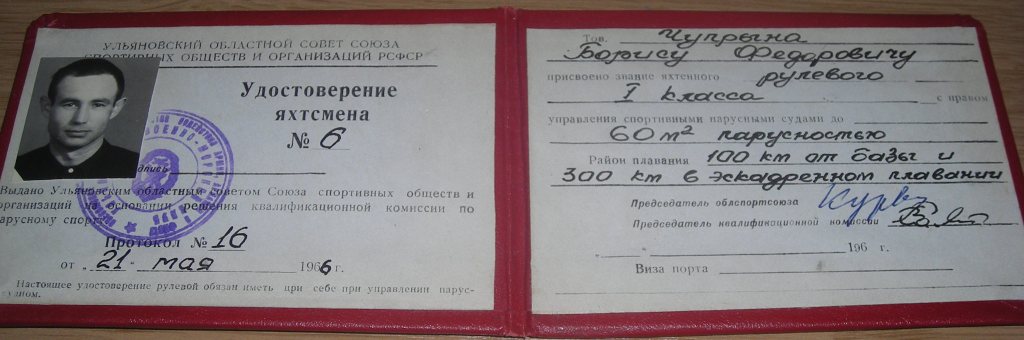 УЛЬЯНОВСКИЙ ОБЛАСТНОЙ СОВЕТ СОЮЗА
СПОРТИВНЫХ ОБЩЕСТВ И ОРГАНИЗАЦИЙ РСФСР
Удостоверение
яхтсмена
№ 6
подпись
Выдано Ульяновским областным советом Союза спортивных обществ и
организаций на основании решения квалификационной комиссии по
парусному спорту
Протокол № 16
от „21" мая 1966 г.
Настоящее удостоверение рулевой обязан иметь при себе при управлении парус-
судном.
Тов. Чупрына
Борису Федоровичу
присвоено звание яхтенного рулевого
I класса с правом
управления спортивными парусными судами до
60 м² парусностью
Район плавания 100 км от базы и
300 км в эскадренном плавании
Председатель облспортсоюза
Председатель квалификационной комиссии
„ " 196 г.
Виза порта